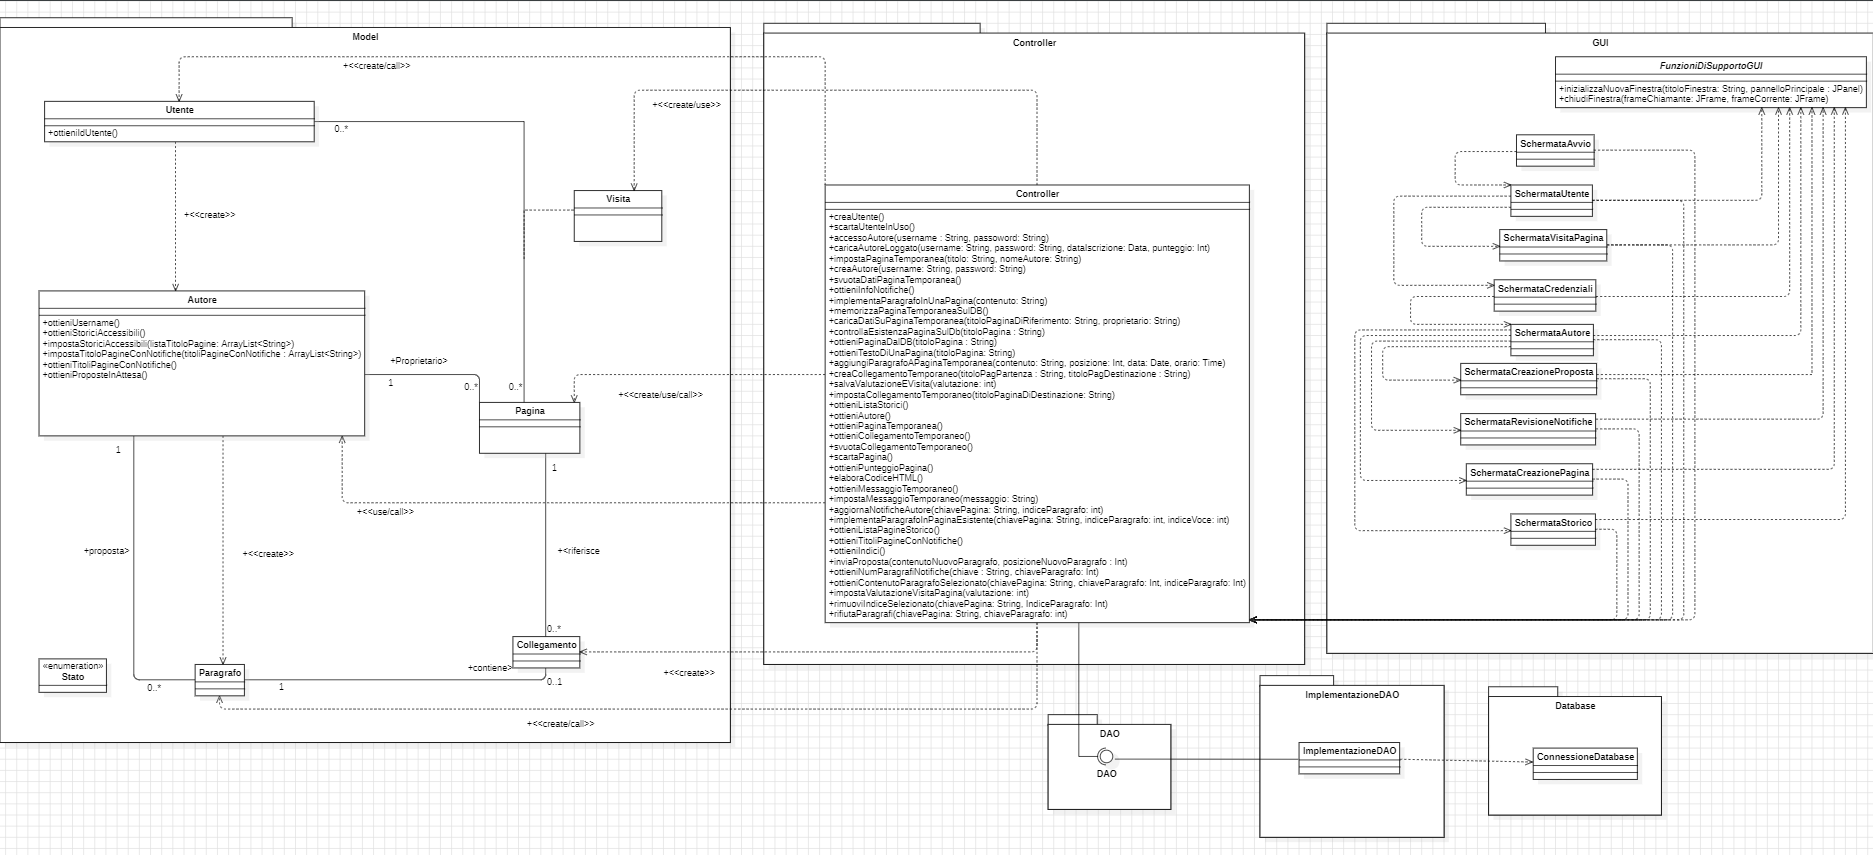 Model
+<<create/call>>
Utente
+ottieniIdUtente()
0..*
+<<create/use>>
Visita
+<<create>>
Autore
+ottieniUsername()
+ottieniStoriciAccessibili()
+impostaStoriciAccessibili(listaTitoloPagine: ArrayList<String>)
+impostaTitoloPagineConNotifiche(titoliPagineConNotifiche : ArrayList<String>)
+ottieniTitoliPagineConNotifiche()
+ottieniProposteInAttesa()
+Proprietario
1
0..*
0..*
Pagina
+<<create/use/call>>
1
1
+<<use/call>>
+proposta
+<<create>>
+<riferisce
0..*
Collegamento
«enumeration»
Stato
Paragrafo
+contiene
0..*
1
0..1
+<<create>>
+<<create/call>>
Controller
Controller
+creaUtente()
+scartaUtenteInUso()
+accessoAutore(username : String, passoword: String)
+caricaAutoreLoggato(username: String, password: String, dataIscrizione: Data, punteggio: Int)
+impostaPaginaTemporanea(titolo: String, nomeAutore: String)
+creaAutore(username: String, password: String)
+svuotaDatiPaginaTemporanea()
+ottieniInfoNotifiche()
+implementaParagrafoInUnaPagina(contenuto: String)
+memorizzaPaginaTemporaneaSulDB()
+caricaDatiSuPaginaTemporanea(titoloPaginaDiRiferimento: String, proprietario: String)
+controllaEsistenzaPaginaSulDb(titoloPagina : String)
+ottieniPaginaDalDB(titoloPagina : String)
+ottieniTestoDiUnaPagina(titoloPagina: String)
+aggiungiParagrafoAPaginaTemporanea(contenuto: String, posizione: Int, data: Date, orario: Time)
+creaCollegamentoTemporaneo(titoloPagPartenza : String, titoloPagDestinazione : String)
+salvaValutazioneEVisita(valutazione: int)
+impostaCollegamentoTemporaneo(titoloPaginaDiDestinazione: String)
+ottieniListaStorici()
+ottieniAutore()
+ottieniPaginaTemporanea()
+ottieniCollegamentoTemporaneo()
+svuotaCollegamentoTemporaneo()
+scartaPagina()
+ottieniPunteggioPagina()
+elaboraCodiceHTML()
+ottieniMessaggioTemporaneo()
+impostaMessaggioTemporaneo(messaggio: String)
+aggiornaNotificheAutore(chiavePagina: String, indiceParagrafo: int)
+implementaParagrafoInPaginaEsistente(chiavePagina: String, indiceParagrafo: int, indiceVoce: int)
+ottieniListaPagineStorico()
+ottieniTitoliPagineConNotifiche()
+ottieniIndici()
+inviaProposta(contenutoNuovoParagrafo, posizioneNuovoParagrafo : Int)
+ottieniNumParagrafiNotifiche(chiave : String, chiaveParagrafo: Int)
+ottieniContenutoParagrafoSelezionato(chiavePagina: String, chiaveParagrafo: Int, indiceParagrafo: Int)
+impostaValutazioneVisitaPagina(valutazione: int)
+rimuoviIndiceSelezionato(chiavePagina: String, IndiceParagrafo: Int)
+rifiutaParagrafi(chiavePagina: String, chiaveParagrafo: int)
GUI
FunzioniDiSupportoGUI
+inizializzaNuovaFinestra(titoloFinestra: String, pannelloPrincipale : JPanel)
+chiudiFinestra(frameChiamante: JFrame, frameCorrente: JFrame)
SchermataAvvio
SchermataUtente
SchermataVisitaPagina
SchermataCredenziali
SchermataAutore
SchermataCreazioneProposta
SchermataRevisioneNotifiche
SchermataCreazionePagina
SchermataStorico
DAO
DAO
ImplementazioneDAO
ImplementazioneDAO
Database
ConnessioneDatabase